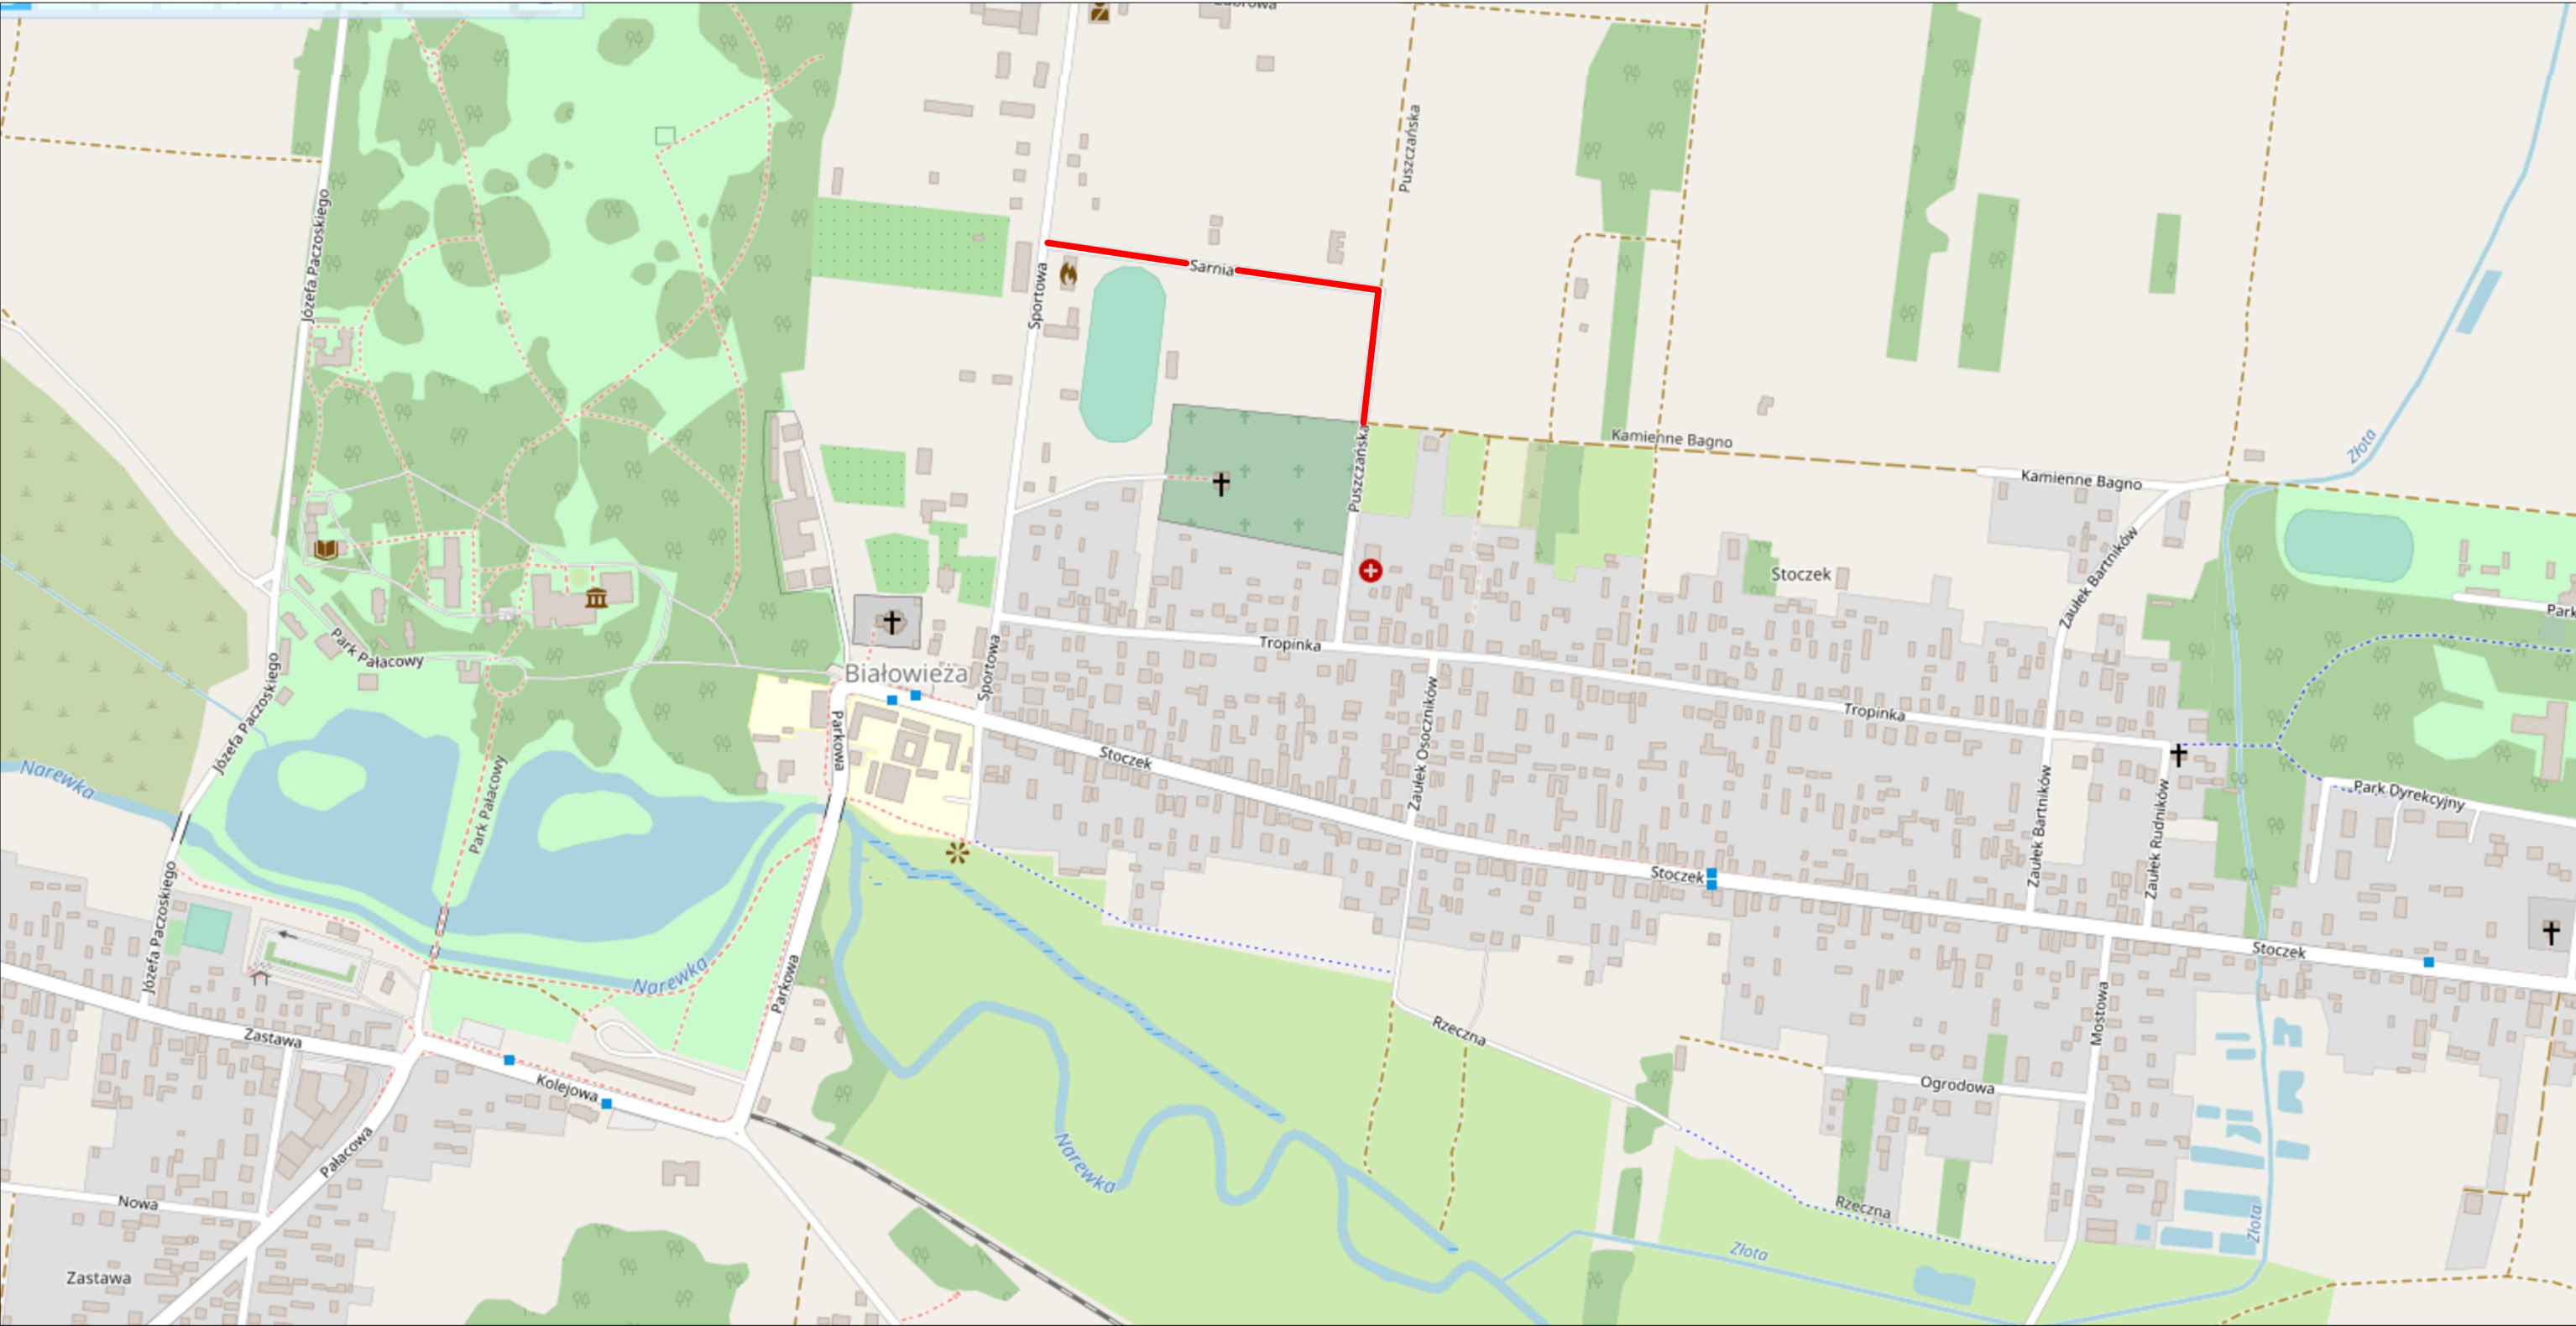 Puszczańska
Józefa Paczoskiego
Sportowa
Sarnia
Kamienne Bagno
Kamienne Bagno
Złota
Puszczańska
Zaułek Bartników
Stoczek
Park
Park Pałacowy
Tropinka
Białowieża
Sportowa
Józefa Paczoskiego
Parkowa
Zaułek Osoczników
Tropinka
Stoczek
Narewka
Park Pałacowy
Zaułek Bartników
Zaułek Rudników
Park Dyrekcyjny
Stoczek
Józefa Paczoskiego
Narewka
Parkowa
Stoczek
Zastawa
Rzeczna
Mostowa
Kolejowa
Ogrodowa
Pałacowa
Narewka
Nowa
Rzeczna
Złota
Złota
Zastawa